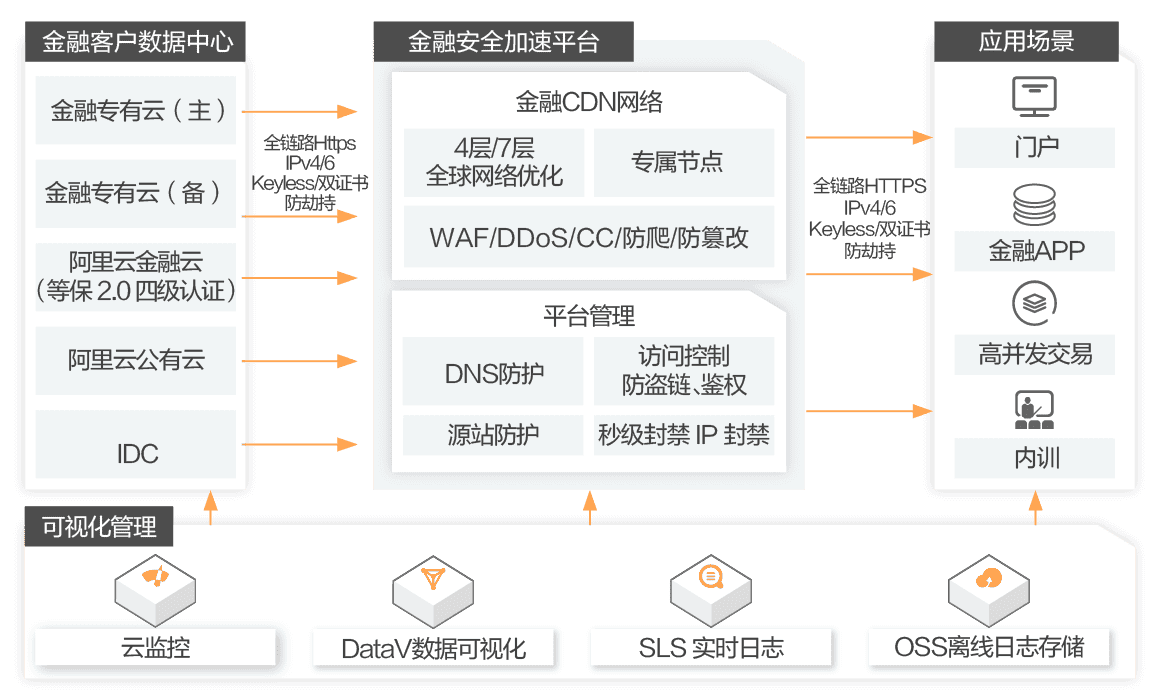 金融客户数据中心
金融专有云（主）
金融专有云（备）
阿里云金融云
（等保 2.0 四级认证）
阿里云公有云
IDC
全链路Https
IPv4/6
Keyless/双证书
防劫持
金融安全加速平台
金融CDN网络
4层/7层
全球网络优化
专属节点
WAF/DDoS/CC/防爬/防篡改
平台管理
DNS防护
访问控制
防盗链、鉴权
源站防护
秒级封禁 IP 封禁
全链路HTTPS
IPv4/6
Keyless/双证书
防劫持
应用场景
门户
金融APP
高并发交易
内训
可视化管理
云监控
DataV数据可视化
SLS 实时日志
OSS离线日志存储